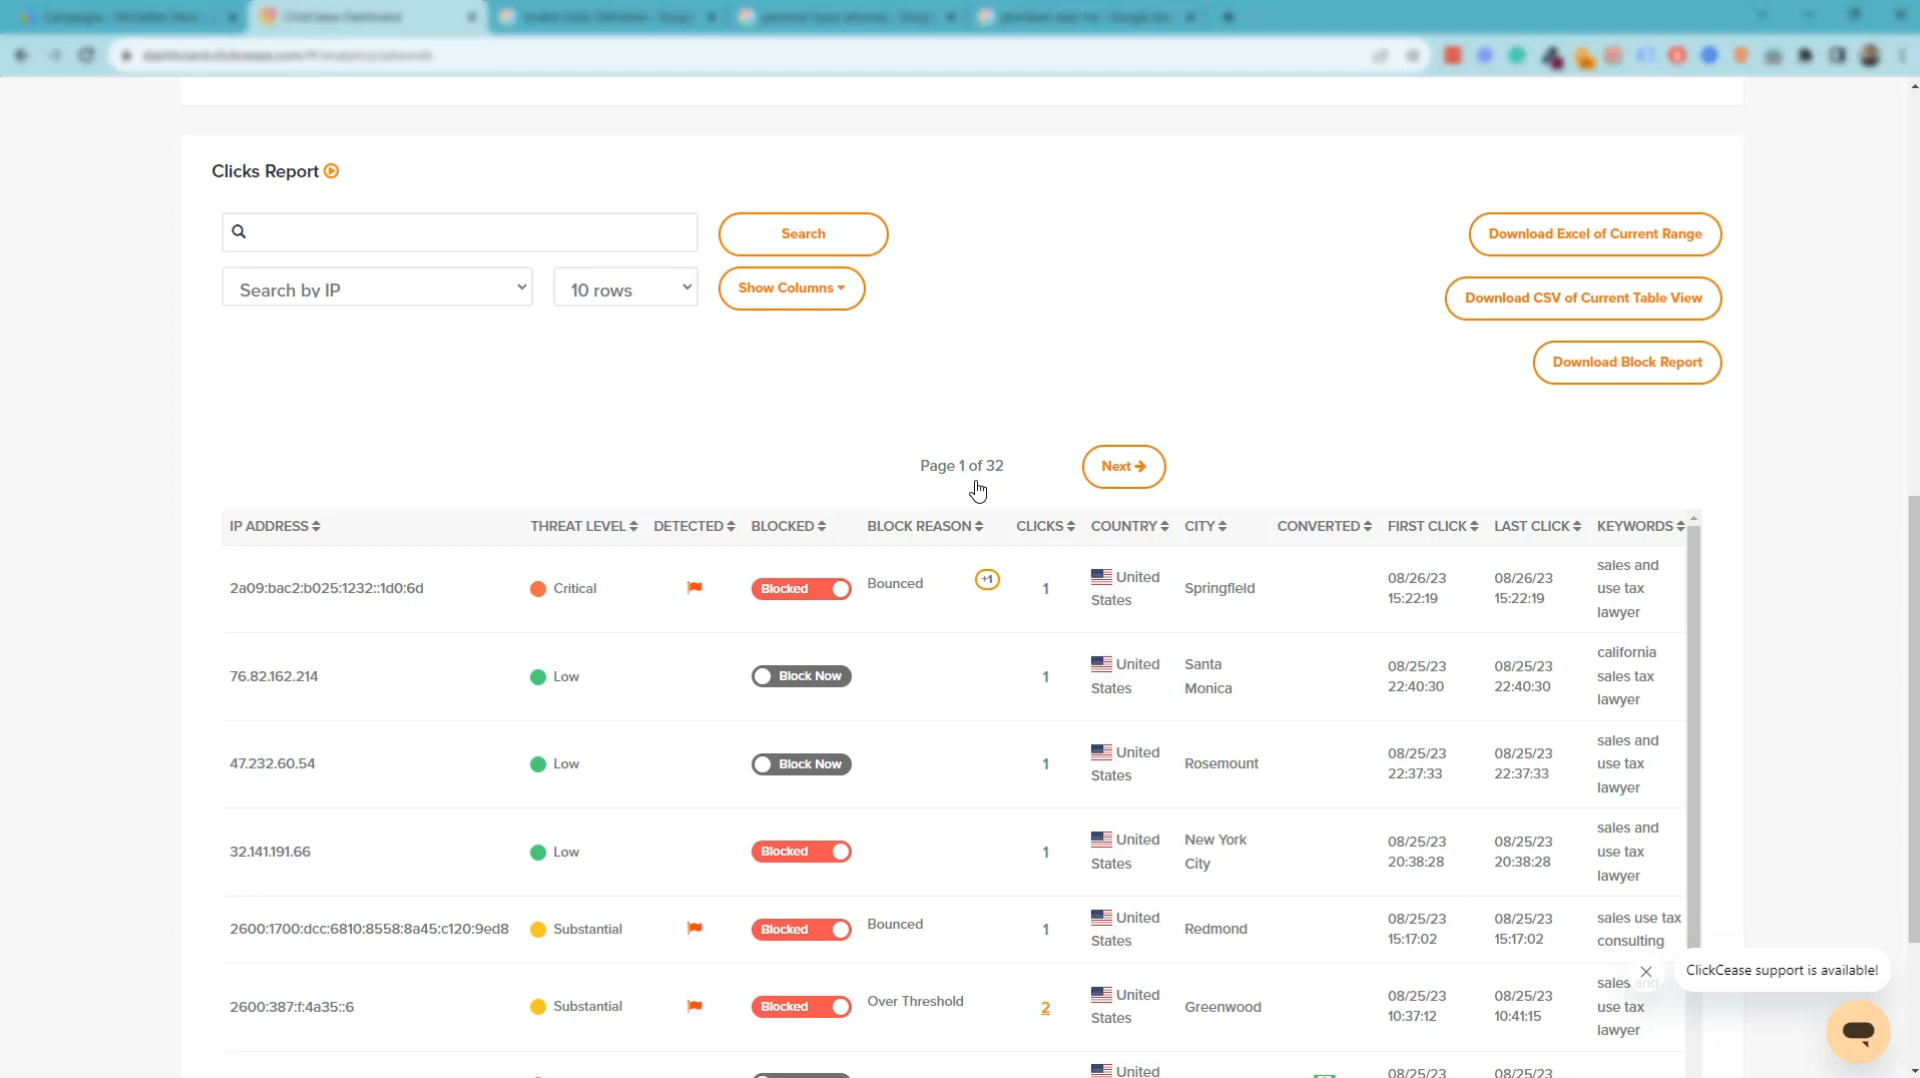 Clicks Report
Search
Download Excel of Current Range
Search by IP
10 rows
Show Columns
Download CSV of Current Table View
Download Block Report
Page 1 of 32
Next
IP ADDRESS THREAT LEVEL DETECTED BLOCKED BLOCK REASON CLICKS COUNTRY CITY CONVERTED FIRST CLICK LAST CLICK KEYWORDS
2a09:bac2:b025:1232::1d0:6d Critical Blocked Bounced +1 1 United States Springfield 08/26/23 15:22:19 08/26/23 15:22:19 sales and use tax lawyer
76.82.162.214 Low Block Now 1 United States Santa Monica 08/25/23 22:40:30 08/25/23 22:40:30 california sales tax lawyer
47.232.60.54 Low Block Now 1 United States Rosemount 08/25/23 22:37:33 08/25/23 22:37:33 sales and use tax lawyer
32.141.191.66 Low Blocked 1 United States New York City 08/25/23 20:38:28 08/25/23 20:38:28 sales and use tax lawyer
2600:1700:dcc:6810:8558:8a45:c120:9ed8 Substantial Blocked Bounced 1 United States Redmond 08/25/23 15:17:02 08/25/23 15:17:02 sales use tax consulting
2600:387:f:4a35::6 Substantial Blocked Over Threshold 2 United States Greenwood 08/25/23 10:37:12 08/25/23 10:41:15 sales and use tax lawyer
United 08/25/23 08/25/23 sales
ClickCease support is available!